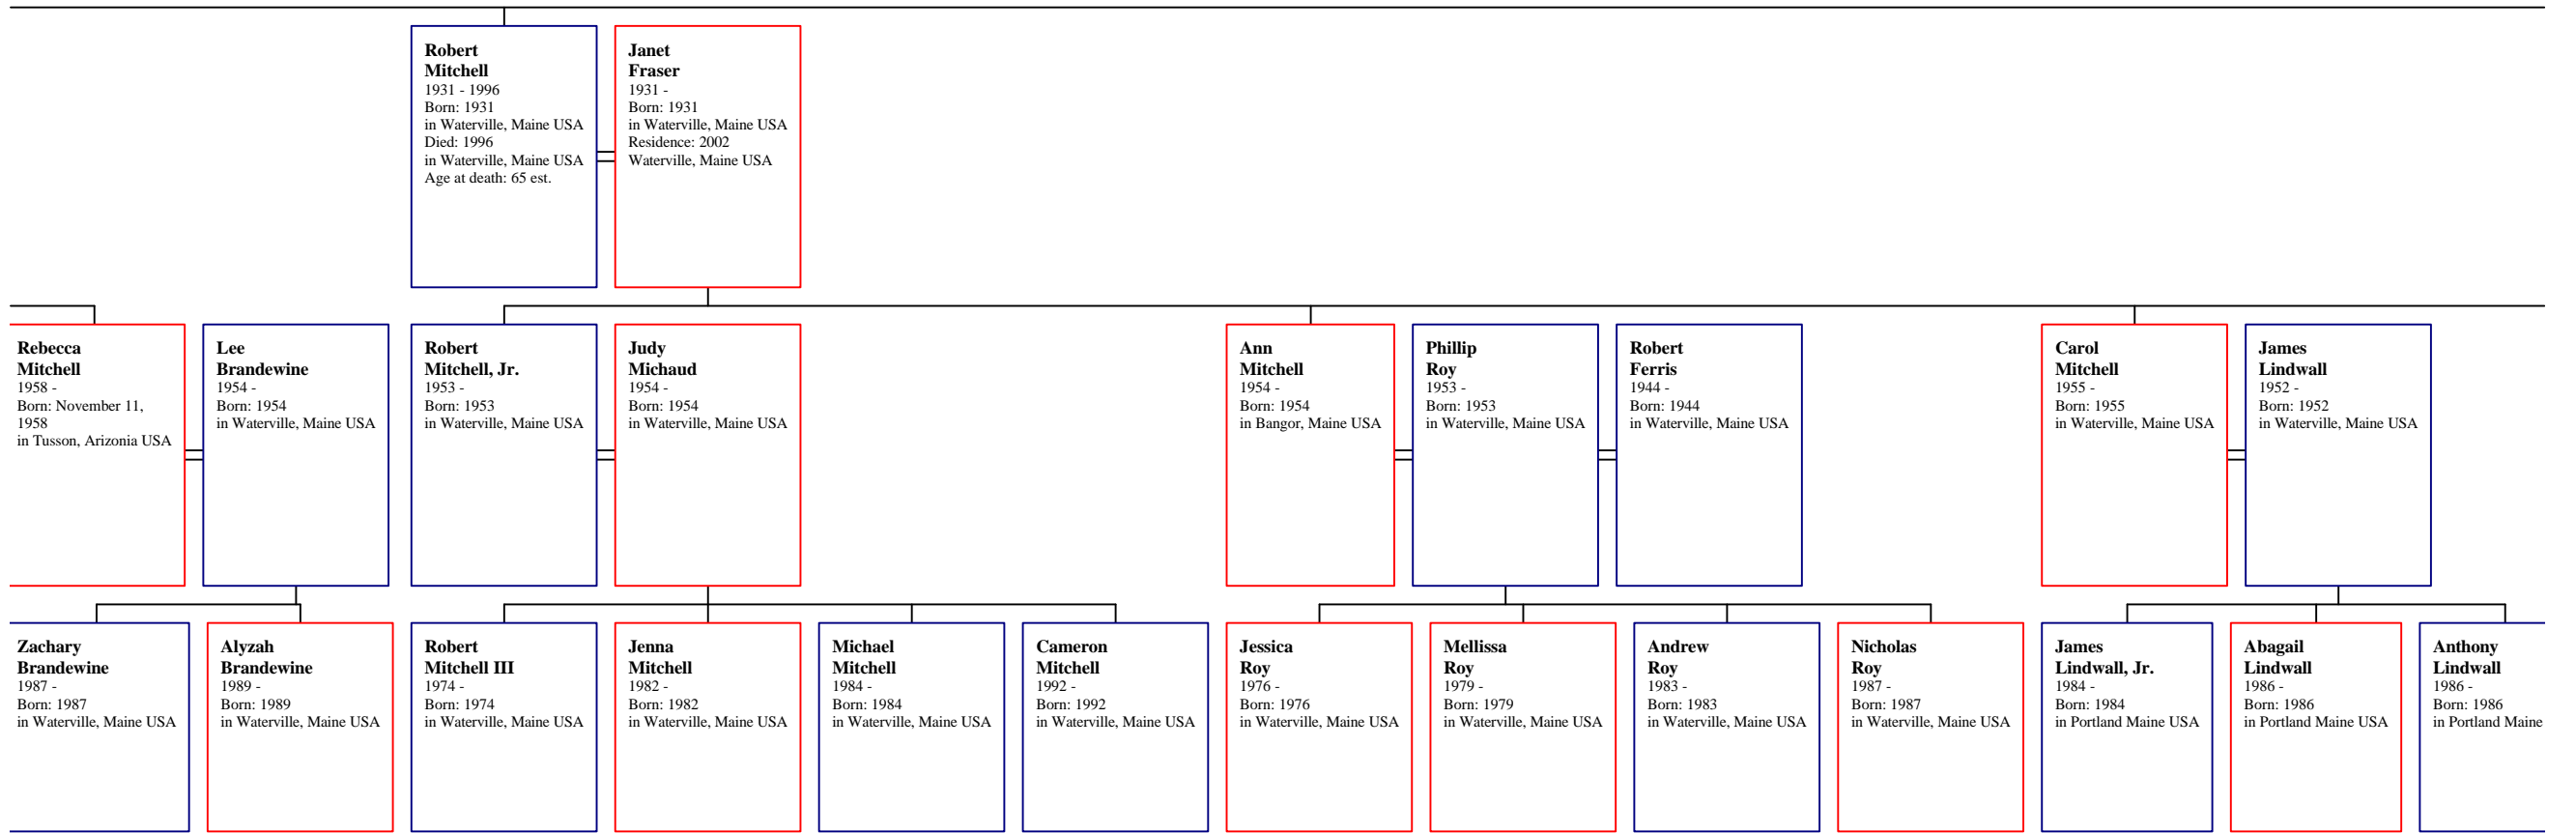 Robert
Mitchell
1931 - 1996
Born: 1931
in Waterville, Maine USA
Died: 1996
in Waterville, Maine USA
Age at death: 65 est.
Janet
Fraser
1931 -
Born: 1931
in Waterville, Maine USA
Residence: 2002
Waterville, Maine USA
Rebecca
Mitchell
1958 -
Born: November 11,
1958
in Tusson, Arizonia USA
Lee
Brandewine
1954 -
Born: 1954
in Waterville, Maine USA
Robert
Mitchell, Jr.
1953 -
Born: 1953
in Waterville, Maine USA
Judy
Michaud
1954 -
Born: 1954
in Waterville, Maine USA
Ann
Mitchell
1954 -
Born: 1954
in Bangor, Maine USA
Phillip
Roy
1953 -
Born: 1953
in Waterville, Maine USA
Robert
Ferris
1944 -
Born: 1944
in Waterville, Maine USA
Carol
Mitchell
1955 -
Born: 1955
in Waterville, Maine USA
James
Lindwall
1952 -
Born: 1952
in Waterville, Maine USA
Zachary
Brandewine
1987 -
Born: 1987
in Waterville, Maine USA
Alyzah
Brandewine
1989 -
Born: 1989
in Waterville, Maine USA
Robert
Mitchell III
1974 -
Born: 1974
in Waterville, Maine USA
Jenna
Mitchell
1982 -
Born: 1982
in Waterville, Maine USA
Michael
Mitchell
1984 -
Born: 1984
in Waterville, Maine USA
Cameron
Mitchell
1992 -
Born: 1992
in Waterville, Maine USA
Jessica
Roy
1976 -
Born: 1976
in Waterville, Maine USA
Mellissa
Roy
1979 -
Born: 1979
in Waterville, Maine USA
Andrew
Roy
1983 -
Born: 1983
in Waterville, Maine USA
Nicholas
Roy
1987 -
Born: 1987
in Waterville, Maine USA
James
Lindwall, Jr.
1984 -
Born: 1984
in Portland Maine USA
Abagail
Lindwall
1986 -
Born: 1986
in Portland Maine USA
Anthony
Lindwall
1986 -
Born: 1986
in Portland Maine